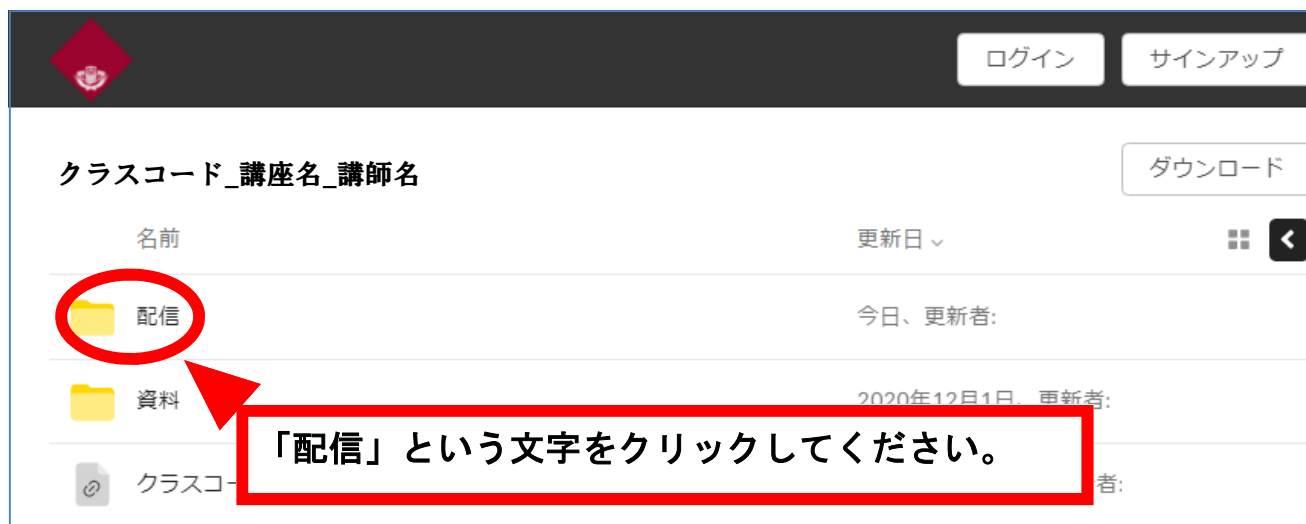 ログイン サインアップ
クラスコード_講座名_講師名 ダウンロード
名前 更新日
配信 今日、更新者:
資料 2020年12月1日、更新者:
「配信」という文字をクリックしてください。
クラスコー 者: